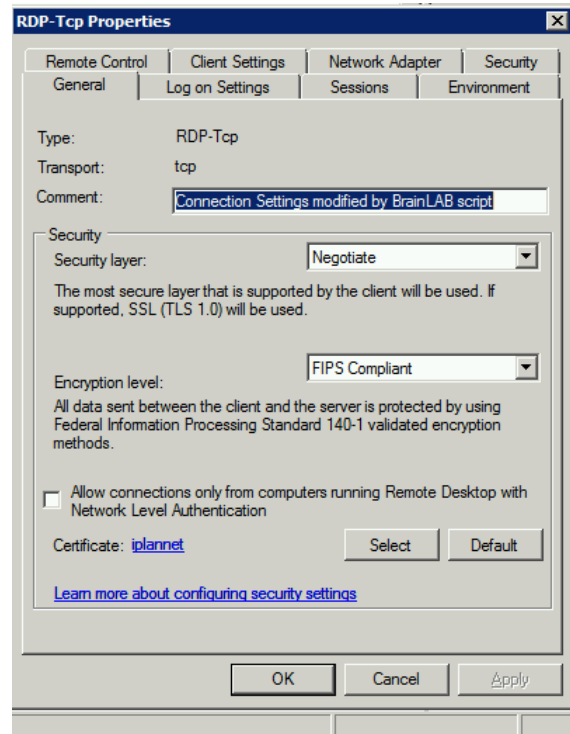 RDP-Tcp Properties
Remote Control
Client Settings
Network Adapter
Security
General
Log on Settings
Sessions
Environment
Type: RDP-Tcp
Transport: tcp
Comment: Connection Settings modified by BrainLAB script
Security
Security layer: Negotiate
The most secure layer that is supported by the client will be used. If
supported, SSL (TLS 1.0) will be used.
FIPS Compliant
Encryption level:
All data sent between the client and the server is protected by using
Federal Information Processing Standard 140-1 validated encryption
methods.
Allow connections only from computers running Remote Desktop with
Network Level Authentication
Certificate: iplannet
Select
Default
Learn more about configuring security settings
OK
Cancel
Apply